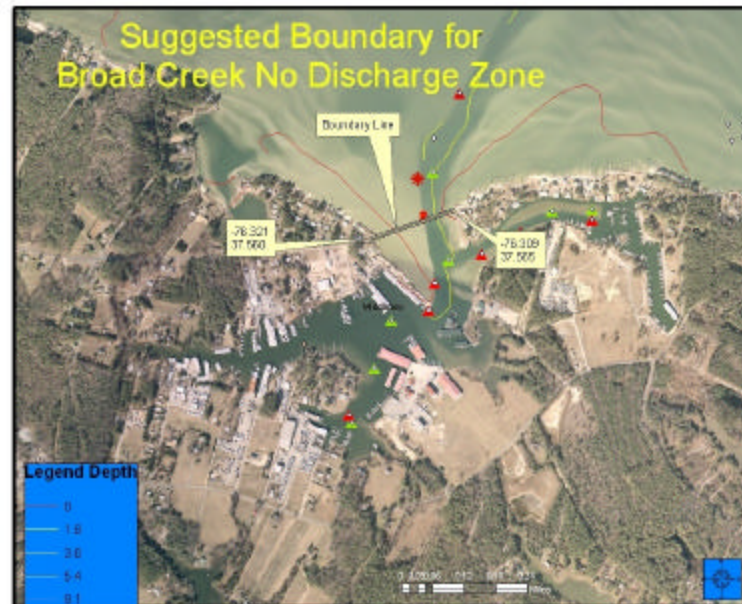 Suggested Boundary for
Broad Creek No Discharge Zone
Boundary Line
-76.321
37.560
-76.309
37.565
Legend Depth
0
1.8
3.6
5.4
9.1
Miles